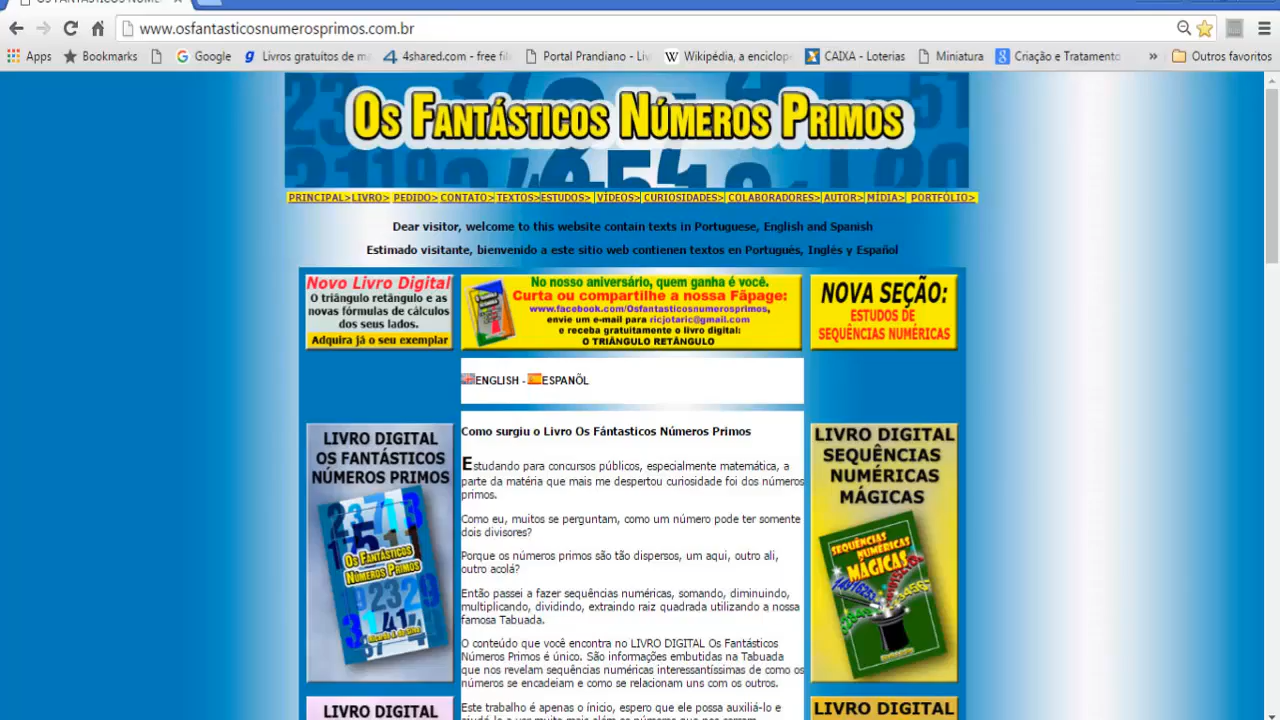 www.osfantasticosnumerosprimos.com.br
Apps Bookmarks Google Livros gratuitos de m 4shared.com - free fil Portal Prandiano - Liv Wikipédia, a enciclop CAIXA - Loterias Miniatura Criação e Tratamento » Outros favoritos
Os Fantásticos Números Primos
PRINCIPAL>LIVRO> PEDIDO> CONTATO> TEXTOS>ESTUDOS> |VÍDEOS>| CURIOSIDADES>| COLABORADORES>| AUTOR>| MÍDIA>| PORTFÓLIO>
Dear visitor, welcome to this website contain texts in Portuguese, English and Spanish
Estimado visitante, bienvenido a este sitio web contienen textos en Portugués, Inglés y Español
Novo Livro Digital
O triângulo retângulo e as
novas fórmulas de cálculos
dos seus lados.
Adquira já o seu exemplar
No nosso aniversário, quem ganha é você.
Curta ou compartilhe a nossa Fãpage:
www.facebook.com/Osfantasticosnumerosprimos,
envie um e-mail para ricjotaric@gmail.com
e receba gratuitamente o livro digital:
O TRIÂNGULO RETÂNGULO
NOVA SEÇÃO:
ESTUDOS DE
SEQUÊNCIAS NUMÉRICAS
ENGLISH - ESPANÕL
LIVRO DIGITAL
OS FANTÁSTICOS
NÚMEROS PRIMOS
OS FANTÁSTICOS
NÚMEROS PRIMOS
Como surgiu o Livro Os Fántasticos Números Primos
Estudando para concursos públicos, especialmente matemática, a
parte da matéria que mais me despertou curiosidade foi dos números
primos.
Como eu, muitos se perguntam, como um número pode ter somente
dois divisores?
Porque os números primos são tão dispersos, um aqui, outro ali,
outro acolá?
Então passei a fazer sequências numéricas, somando, diminuindo,
multiplicando, dividindo, extraindo raiz quadrada utilizando a nossa
famosa Tabuada.
O conteúdo que você encontra no LIVRO DIGITAL Os Fantásticos
Números Primos é único. São informações embutidas na Tabuada
que nos revelam sequências numéricas interessantíssimas de como os
números se encadeiam e como se relacionam uns com os outros.
Este trabalho é apenas o ínicio, espero que ele possa auxiliá-lo e
LIVRO DIGITAL
SEQUÊNCIAS
NUMÉRICAS
MÁGICAS
SEQUÊNCIAS
NUMÉRICAS
MÁGICAS
LIVRO DIGITAL
LIVRO DIGITAL